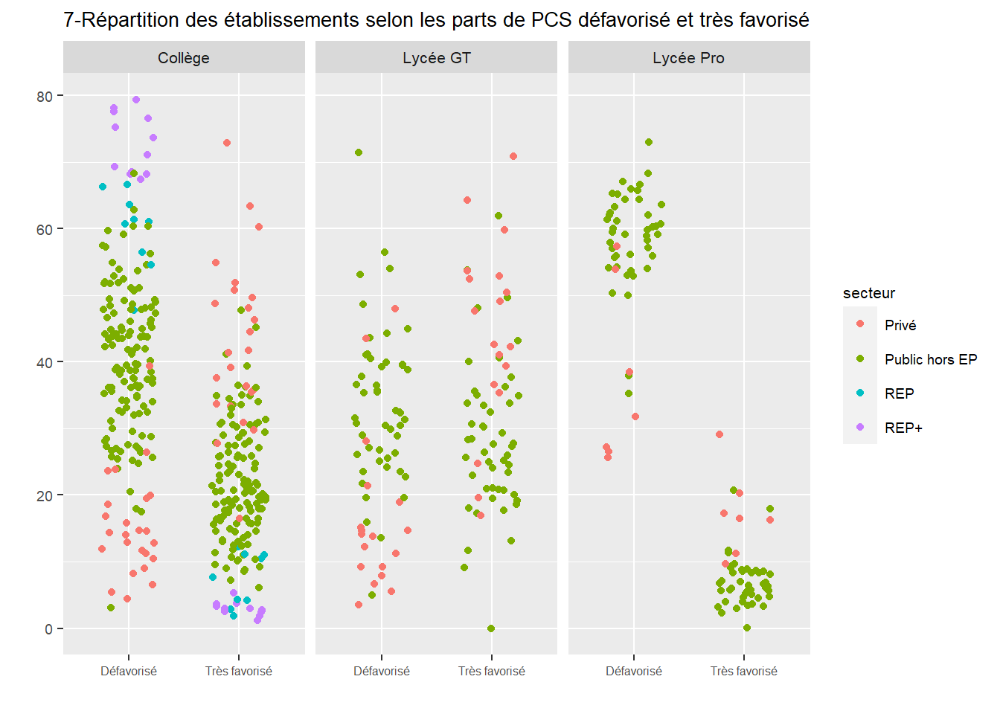 7-Répartition des établissements selon les parts de PCS défavorisé et très favorisé
Collège
Lycée GT
Lycée Pro
80
60
40
20
0
Défavorisé
Très favorisé
Défavorisé
Très favorisé
Défavorisé
Très favorisé
secteur
Privé
Public hors EP
REP
REP+